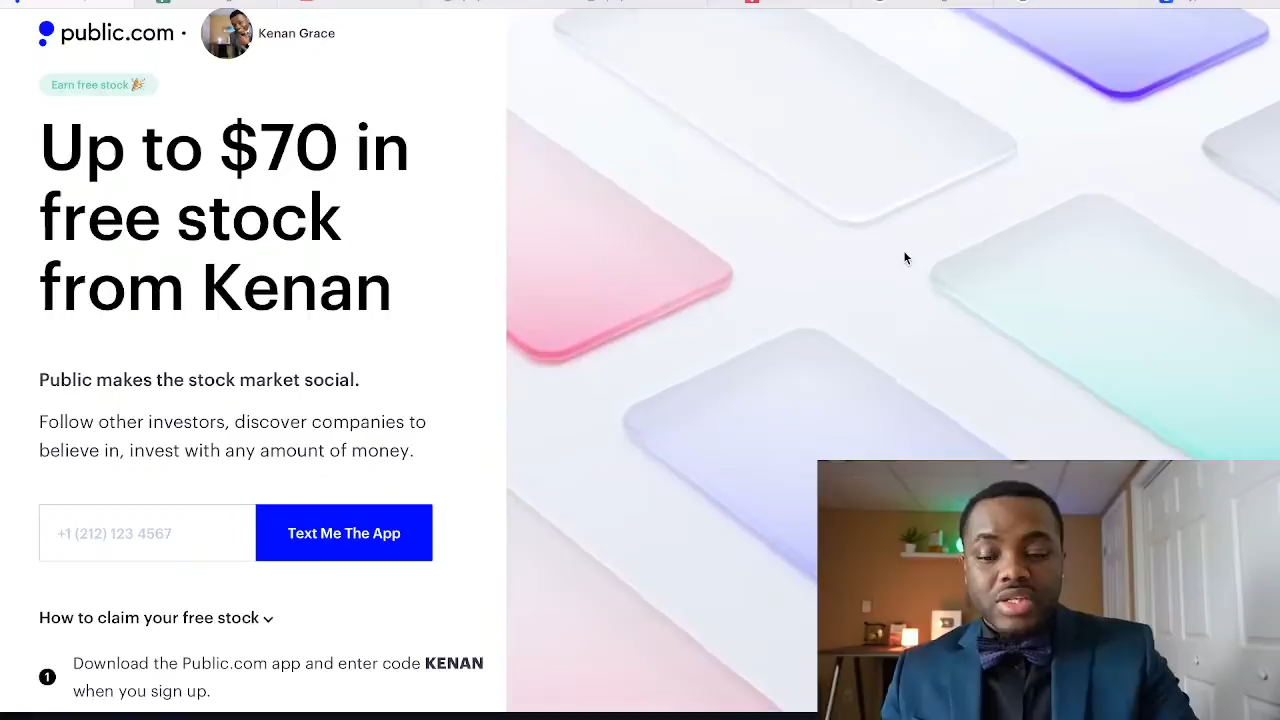 public.com
Kenan Grace
Earn free stock 🎉
Up to $70 in
free stock
from Kenan
Public makes the stock market social.
Follow other investors, discover companies to
believe in, invest with any amount of money.
+1 (212) 123 4567
Text Me The App
How to claim your free stock
1
Download the Public.com app and enter code KENAN
when you sign up.